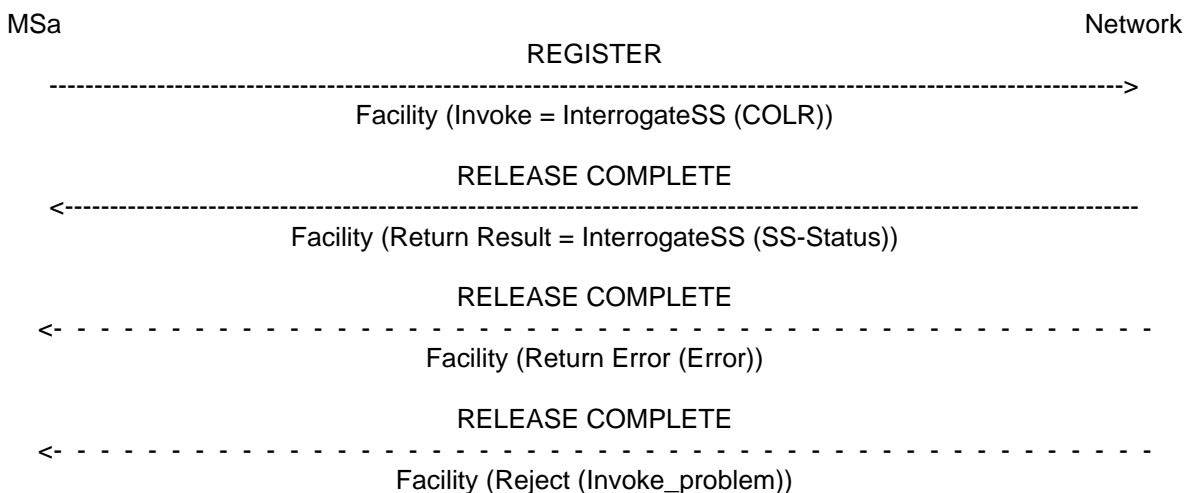 MSa Network
REGISTER
Facility (Invoke = InterrogateSS (COLR))
RELEASE COMPLETE
Facility (Return Result = InterrogateSS (SS-Status))
RELEASE COMPLETE
Facility (Return Error (Error))
RELEASE COMPLETE
Facility (Reject (Invoke_problem))